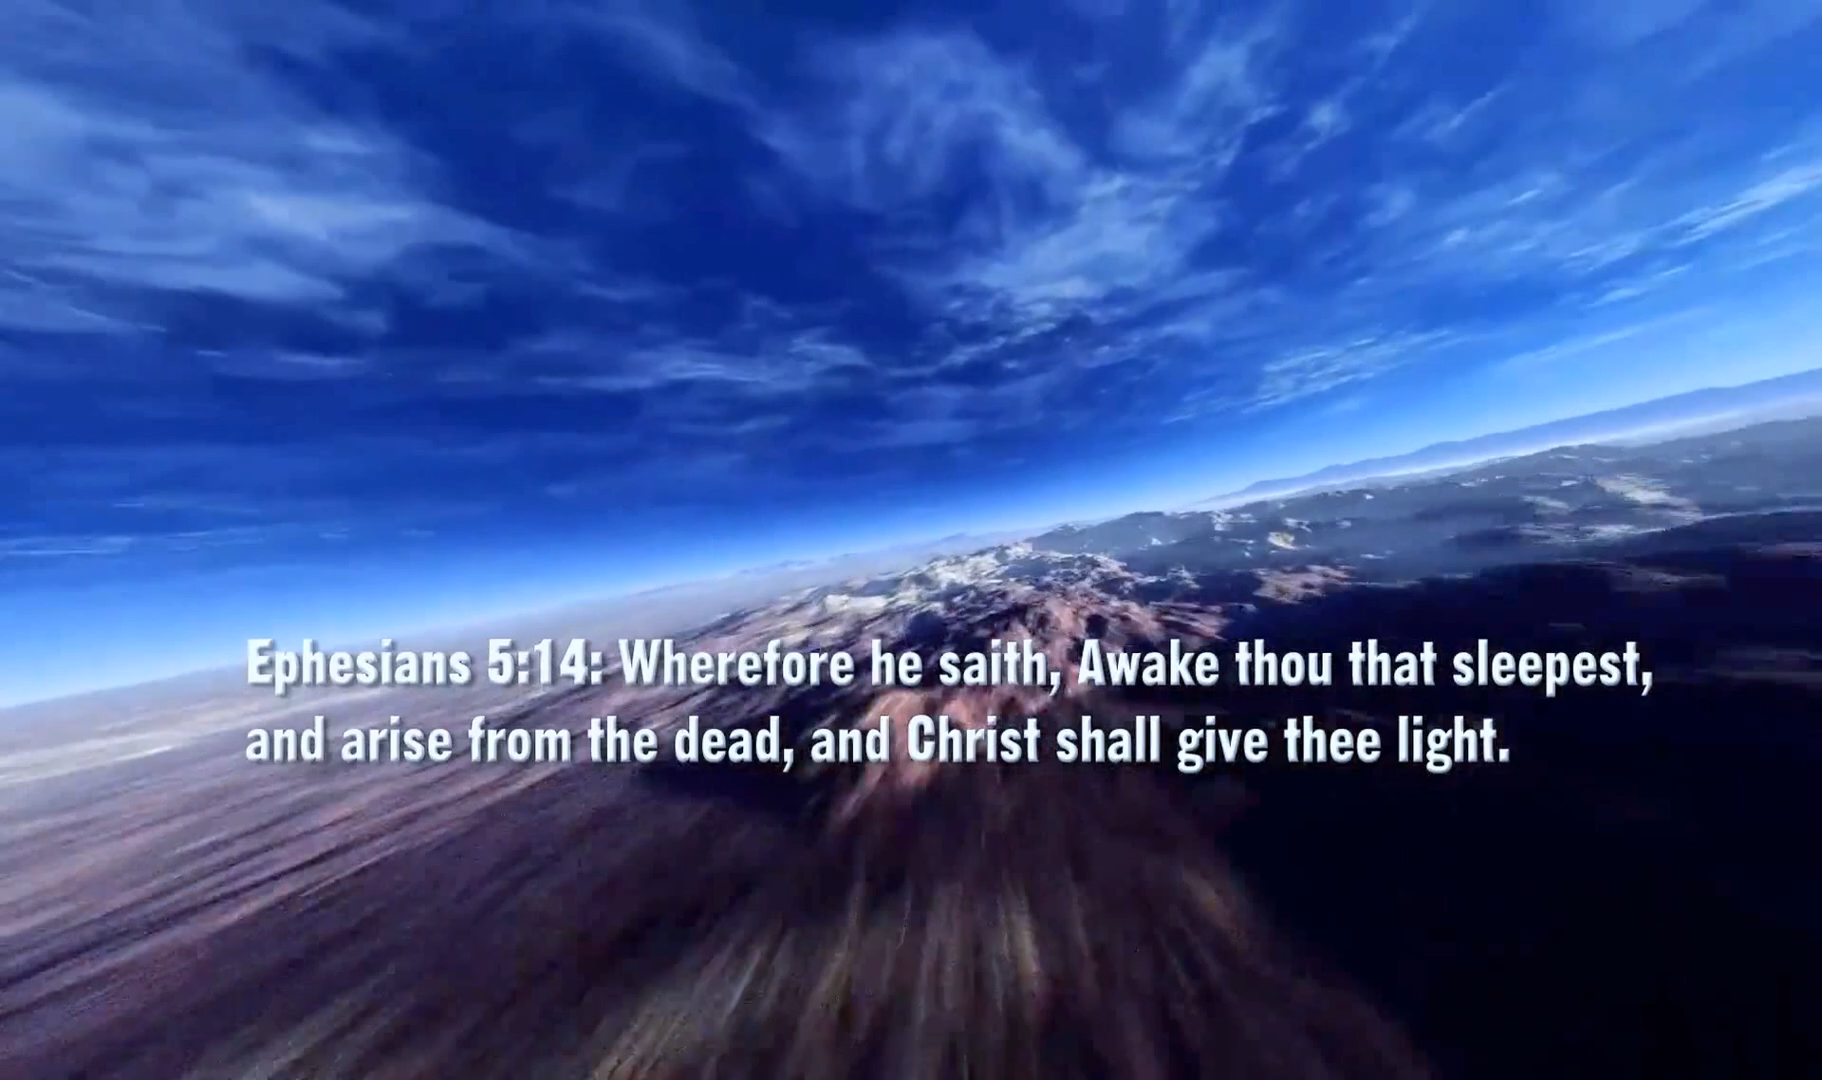 Ephesians 5:14: Wherefore he saith, Awake thou that sleepest,
and arise from the dead, and Christ shall give thee light.